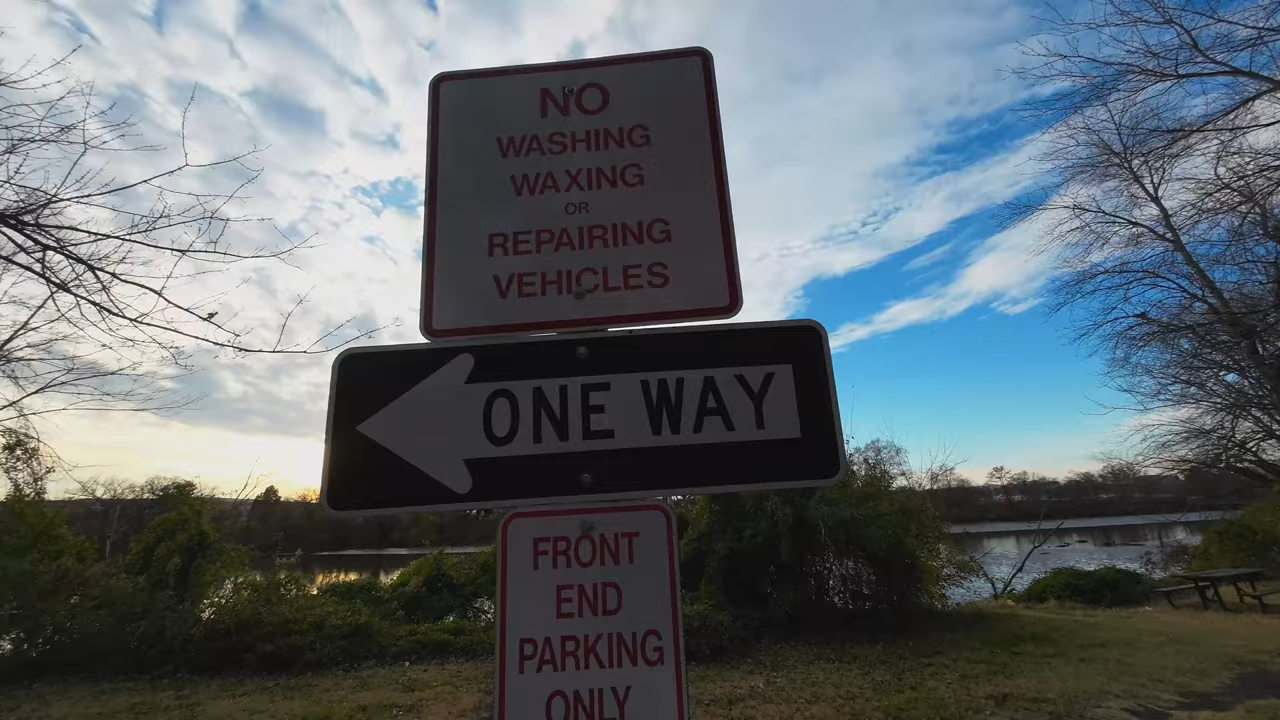 NO
WASHING
WAXING
OR
REPAIRING
VEHICLES
ONE WAY
FRONT
END
PARKING
ONLY